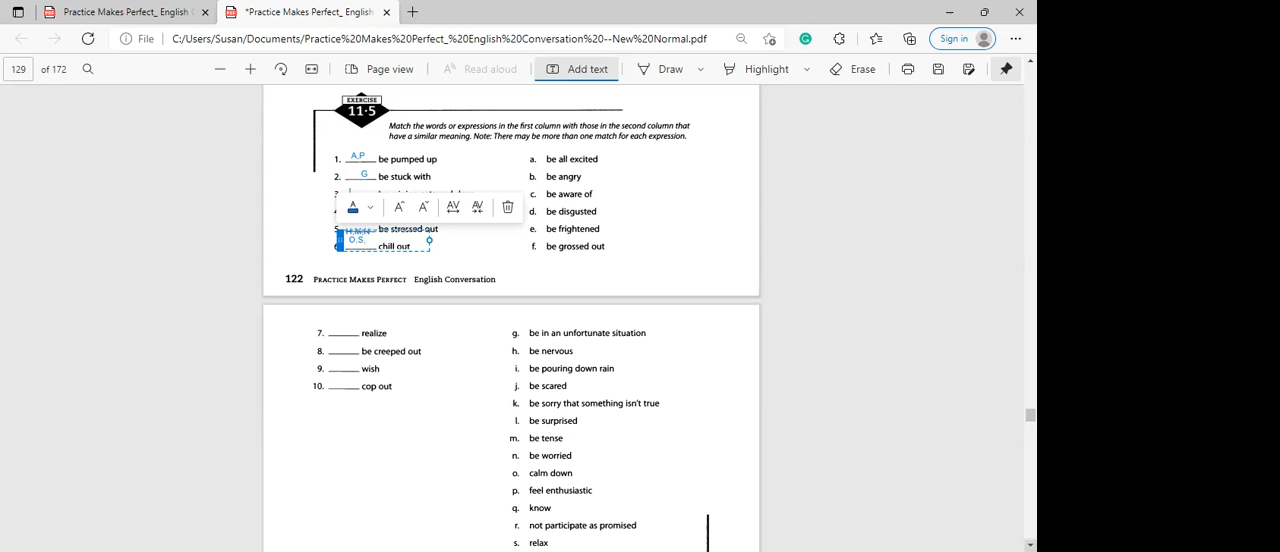 Practice Makes Perfect_ English C
*Practice Makes Perfect_ English
File
C:/Users/Susan/Documents/Practice%20Makes%20Perfect_%20English%20Conversation%20--New%20Normal.pdf
Sign in
129 of 172
Page view
Read aloud
Add text
Draw
Highlight
Erase
EXERCISE
11·5
Match the words or expressions in the first column with those in the second column that
have a similar meaning. Note: There may be more than one match for each expression.
1. A,P be pumped up
a. be all excited
2. G be stuck with
b. be angry
3.
c. be aware of
d. be disgusted
5. H,M,N be stressed out
e. be frightened
O,S,
chill out
f. be grossed out
122 PRACTICE MAKES PERFECT English Conversation
7. ______ realize
g. be in an unfortunate situation
8. ______ be creeped out
h. be nervous
9. ______ wish
i. be pouring down rain
10. ______ cop out
j. be scared
k. be sorry that something isn't true
l. be surprised
m. be tense
n. be worried
o. calm down
p. feel enthusiastic
q. know
r. not participate as promised
s. relax